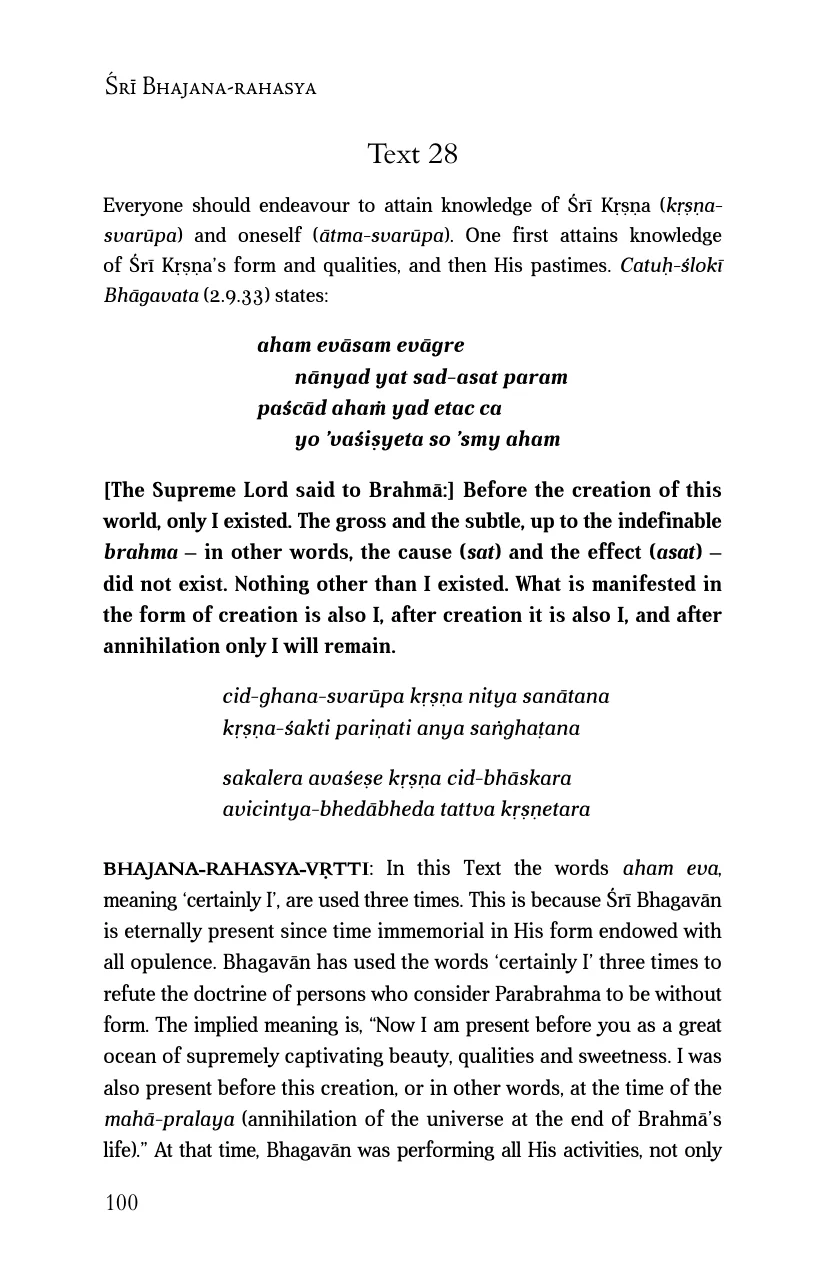 Śrī Bhajana-rahasya
Text 28
Everyone should endeavour to attain knowledge of Śrī Kṛṣṇa (kṛṣṇa-
svarūpa) and oneself (ātma-svarūpa). One first attains knowledge
of Śrī Kṛṣṇa’s form and qualities, and then His pastimes. Catuḥ-ślokī
Bhāgavata (2.9.33) states:
aham evāsam evāgre
nānyad yat sad-asat param
paścād ahaṁ yad etac ca
yo ’vaśiṣyeta so ’smy aham
[The Supreme Lord said to Brahmā:] Before the creation of this
world, only I existed. The gross and the subtle, up to the indefinable
brahma – in other words, the cause (sat) and the effect (asat) –
did not exist. Nothing other than I existed. What is manifested in
the form of creation is also I, after creation it is also I, and after
annihilation only I will remain.
cid-ghana-svarūpa kṛṣṇa nitya sanātana
kṛṣṇa-śakti pariṇati anya saṅghaṭana
sakalera avaśeṣe kṛṣṇa cid-bhāskara
avicintya-bhedābheda tattva kṛṣṇetara
BHAJANA-RAHASYA-VṚTTI: In this Text the words aham eva,
meaning ‘certainly I’, are used three times. This is because Śrī Bhagavān
is eternally present since time immemorial in His form endowed with
all opulence. Bhagavān has used the words ‘certainly I’ three times to
refute the doctrine of persons who consider Parabrahma to be without
form. The implied meaning is, “Now I am present before you as a great
ocean of supremely captivating beauty, qualities and sweetness. I was
also present before this creation, or in other words, at the time of the
mahā-pralaya (annihilation of the universe at the end of Brahmā’s
life).” At that time, Bhagavān was performing all His activities, not only
100